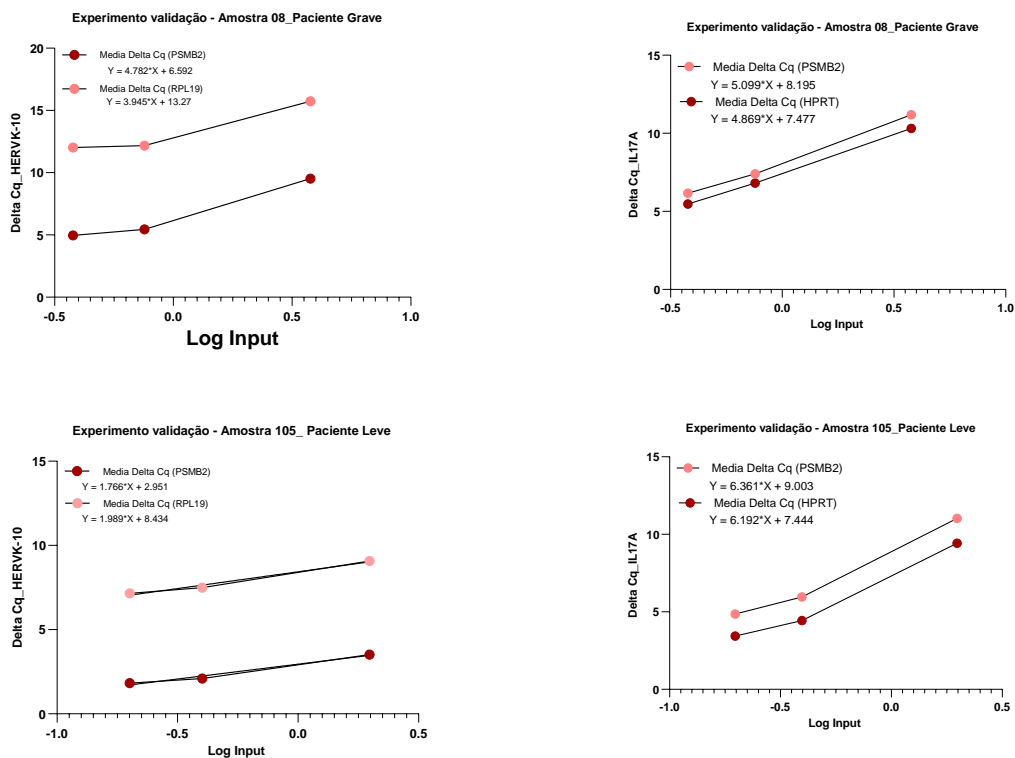 Experimento validação - Amostra 08_Paciente Grave
Delta Cq_HERVK-10
20
15
10
5
0
Media Delta Cq (PSMB2)
Y = 4.782*X + 6.592
Media Delta Cq (RPL19)
Y = 3.945*X + 13.27
-0.5
0.0
0.5
1.0
Log Input
Experimento validação - Amostra 08_Paciente Grave
Delta Cq_IL17A
15
10
5
0
Media Delta Cq (PSMB2)
Y = 5.099*X + 8.195
Media Delta Cq (HPRT)
Y = 4.869*X + 7.477
-0.5
0.0
0.5
1.0
Log Input
Experimento validação - Amostra 105_ Paciente Leve
Delta Cq_HERVK-10
15
10
5
0
Media Delta Cq (PSMB2)
Y = 1.766*X + 2.951
Media Delta Cq (RPL19)
Y = 1.989*X + 8.434
-1.0
-0.5
0.0
0.5
Log Input
Experimento validação - Amostra 105_Paciente Leve
Delta Cq_IL17A
15
10
5
0
Media Delta Cq (PSMB2)
Y = 6.361*X + 9.003
Media Delta Cq (HPRT)
Y = 6.192*X + 7.444
-1.0
-0.5
0.0
0.5
Log Input